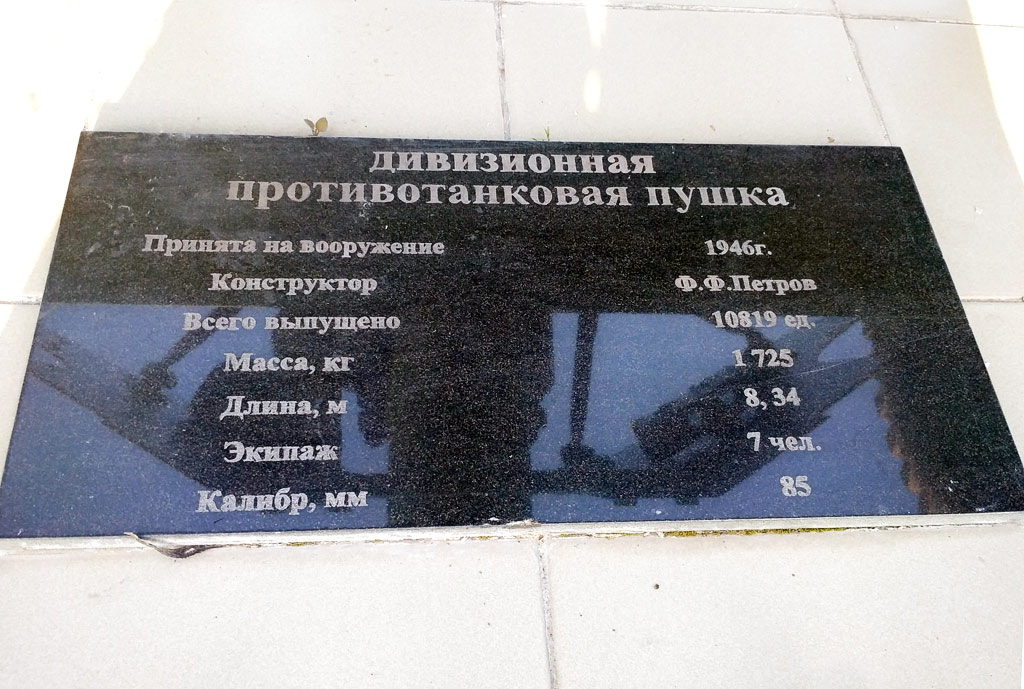 дивизионная
противотанковая пушка
Принята на вооружение 1946г.
Конструктор Ф.Ф.Петров
Всего выпущено 10819 ед.
Масса, кг 1 725
Длина, м 8, 34
Экипаж 7 чел.
Калибр, мм 85